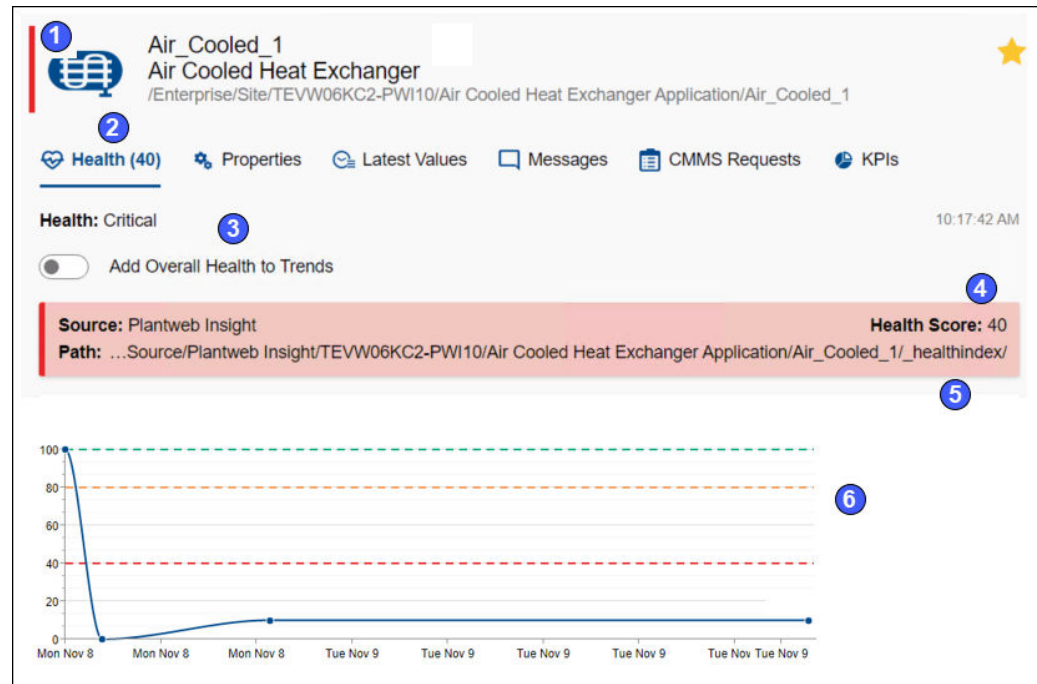 1
Air_Cooled_1
Air Cooled Heat Exchanger
/Enterprise/Site/TEVW06KC2-PWI10/Air Cooled Heat Exchanger Application/Air_Cooled_1
2
Health (40) Properties Latest Values Messages CMMS Requests KPIs
Health: Critical
3
10:17:42 AM
Add Overall Health to Trends
4
Source: Plantweb Insight Health Score: 40
Path: ...Source/Plantweb Insight/TEVW06KC2-PWI10/Air Cooled Heat Exchanger Application/Air_Cooled_1/_healthindex/
5
100
80
6
60
40
20
0
Mon Nov 8 Mon Nov 8 Mon Nov 8 Tue Nov 9 Tue Nov 9 Tue Nov 9 Tue Nov 9 Tue Nov Tue Nov 9